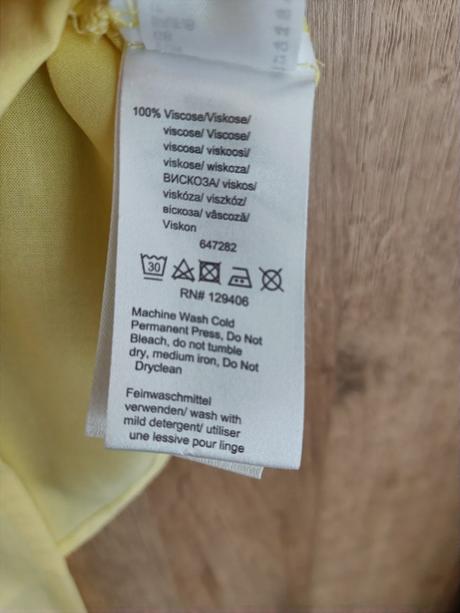 100% Viscose/Viskose/
viscose/ Viscose/
viscosa/ viskoosi/
viskose/ wiskoza/
ВИСКОЗА/ viskos/
viskóza/ viszkóz/
віскоза/ vâscoză/
Viskon
647282
30
RN# 129406
Machine Wash Cold
Permanent Press, Do Not
Bleach, do not tumble
dry, medium iron, Do Not
Dryclean
Feinwaschmittel
verwenden/ wash with
mild detergent/ utiliser
une lessive pour linge